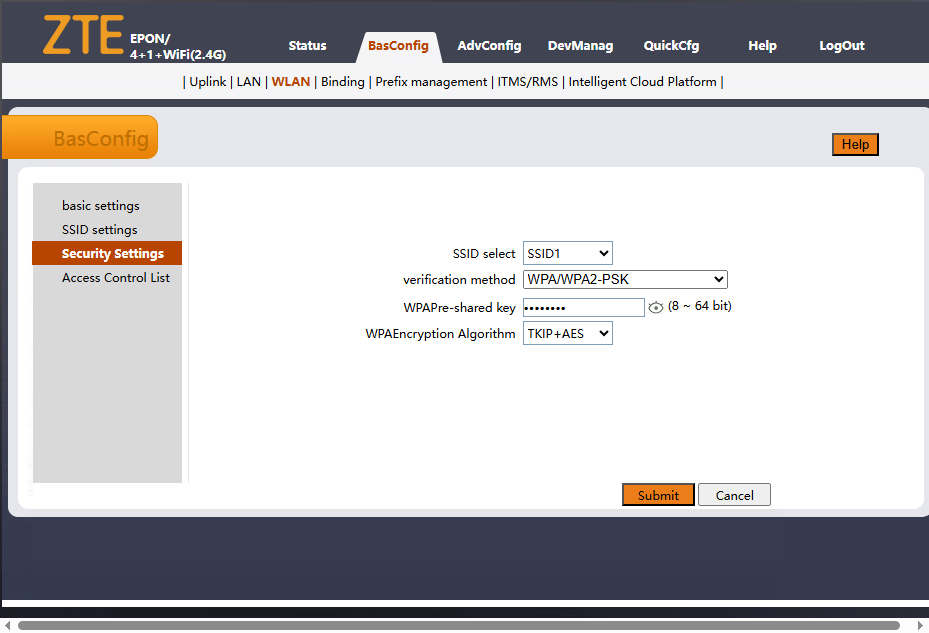 ZTE EPON/
4+1+WiFi(2.4G)
Status BasConfig AdvConfig DevManag QuickCfg Help LogOut
| Uplink | LAN | WLAN | Binding | Prefix management | ITMS/RMS | Intelligent Cloud Platform |
BasConfig
Help
basic settings
SSID settings
Security Settings
Access Control List
SSID select SSID1
verification method WPA/WPA2-PSK
WPAPre-shared key •••••••• (8 ~ 64 bit)
WPAEncryption Algorithm TKIP+AES
Submit Cancel